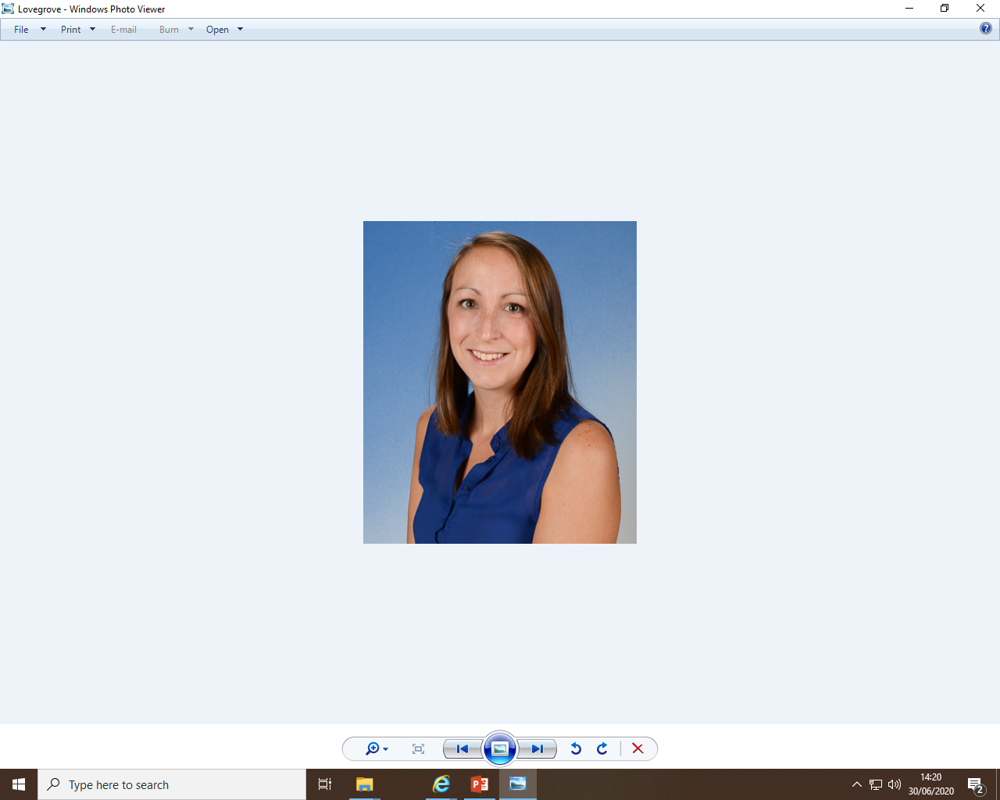 Lovegrove - Windows Photo Viewer
File Print E-mail Burn Open
Type here to search
14:20
30/06/2020
2